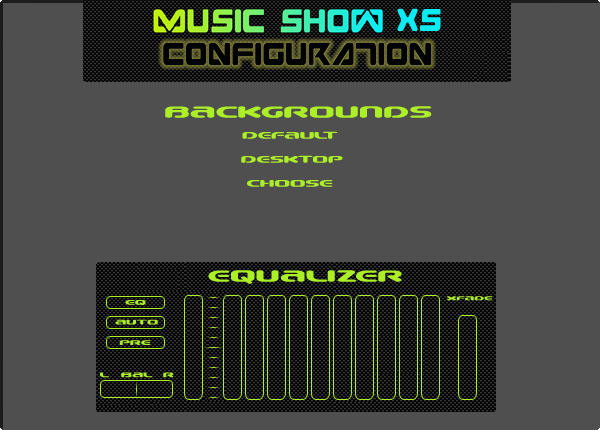 MUSIC SHOW XS
CONFIGURATION
BACKGROUNDS
DEFAULT
DESKTOP
CHOOSE
EQUALIZER
XFADE
EQ
AUTO
PRE
L BAL R